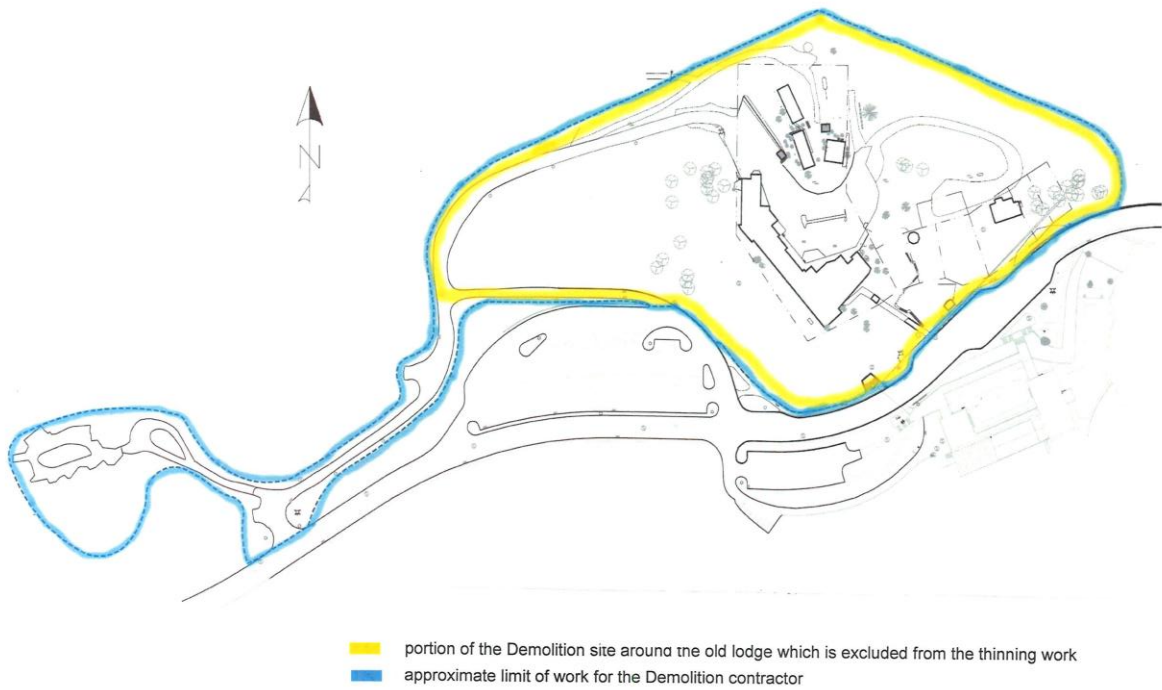 N
portion of the Demolition site around the old lodge which is excluded from the thinning work
approximate limit of work for the Demolition contractor